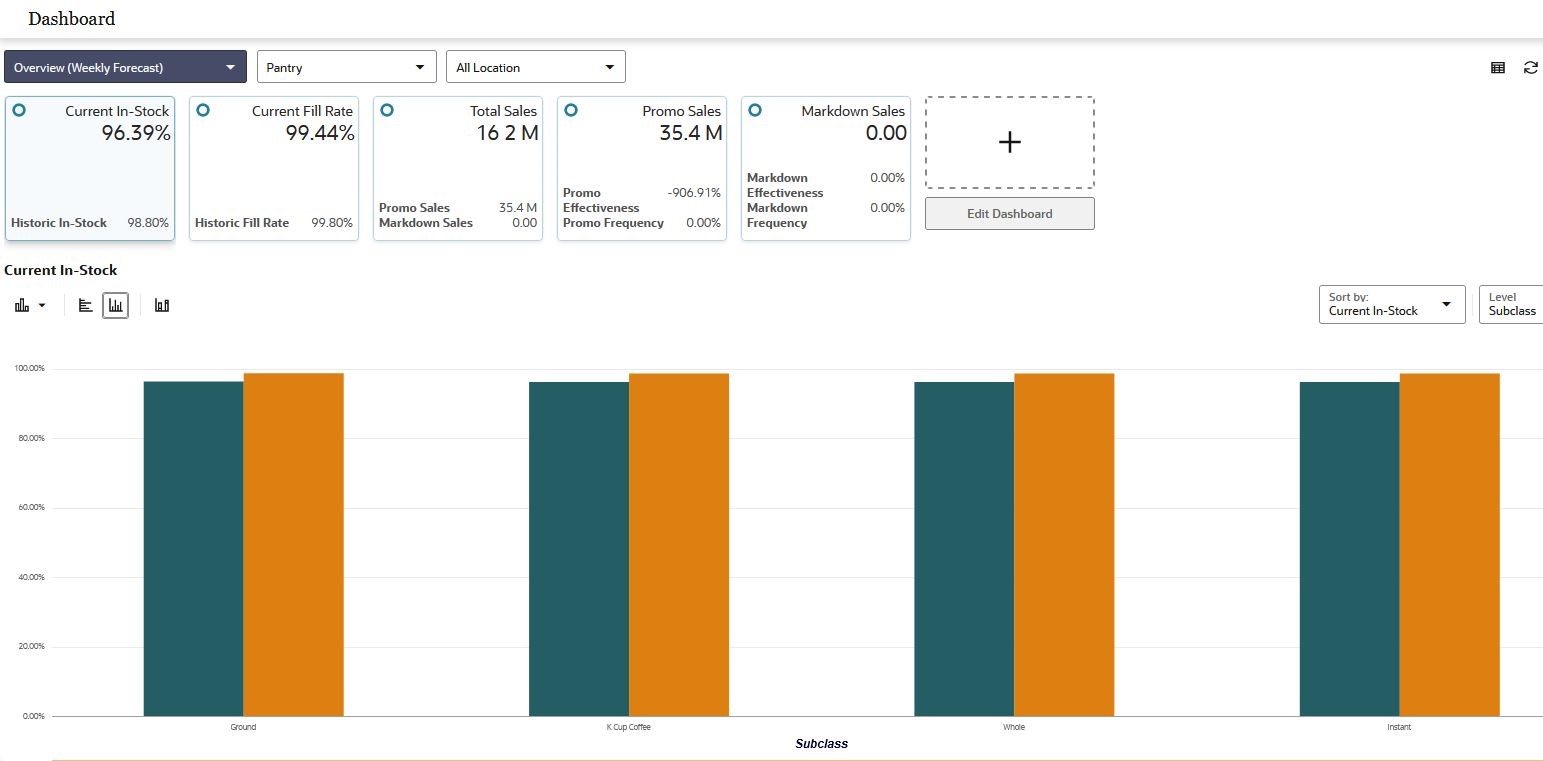 Dashboard
Overview (Weekly Forecast) Pantry All Location
Current In-Stock
96.39%
Historic In-Stock 98.80%
Current Fill Rate
99.44%
Historic Fill Rate 99.80%
Total Sales
16 2 M
Promo Sales 35.4 M
Markdown Sales 0.00
Promo Sales
35.4 M
Promo Effectiveness -906.91%
Promo Frequency 0.00%
Markdown Sales
0.00
Markdown Effectiveness 0.00%
Markdown Frequency 0.00%
+
Edit Dashboard
Current In-Stock
Sort by:
Current In-Stock
Level
Subclass
100.00%
80.00%
60.00%
40.00%
20.00%
0.00%
Ground K Cup Coffee Whole Instant
Subclass